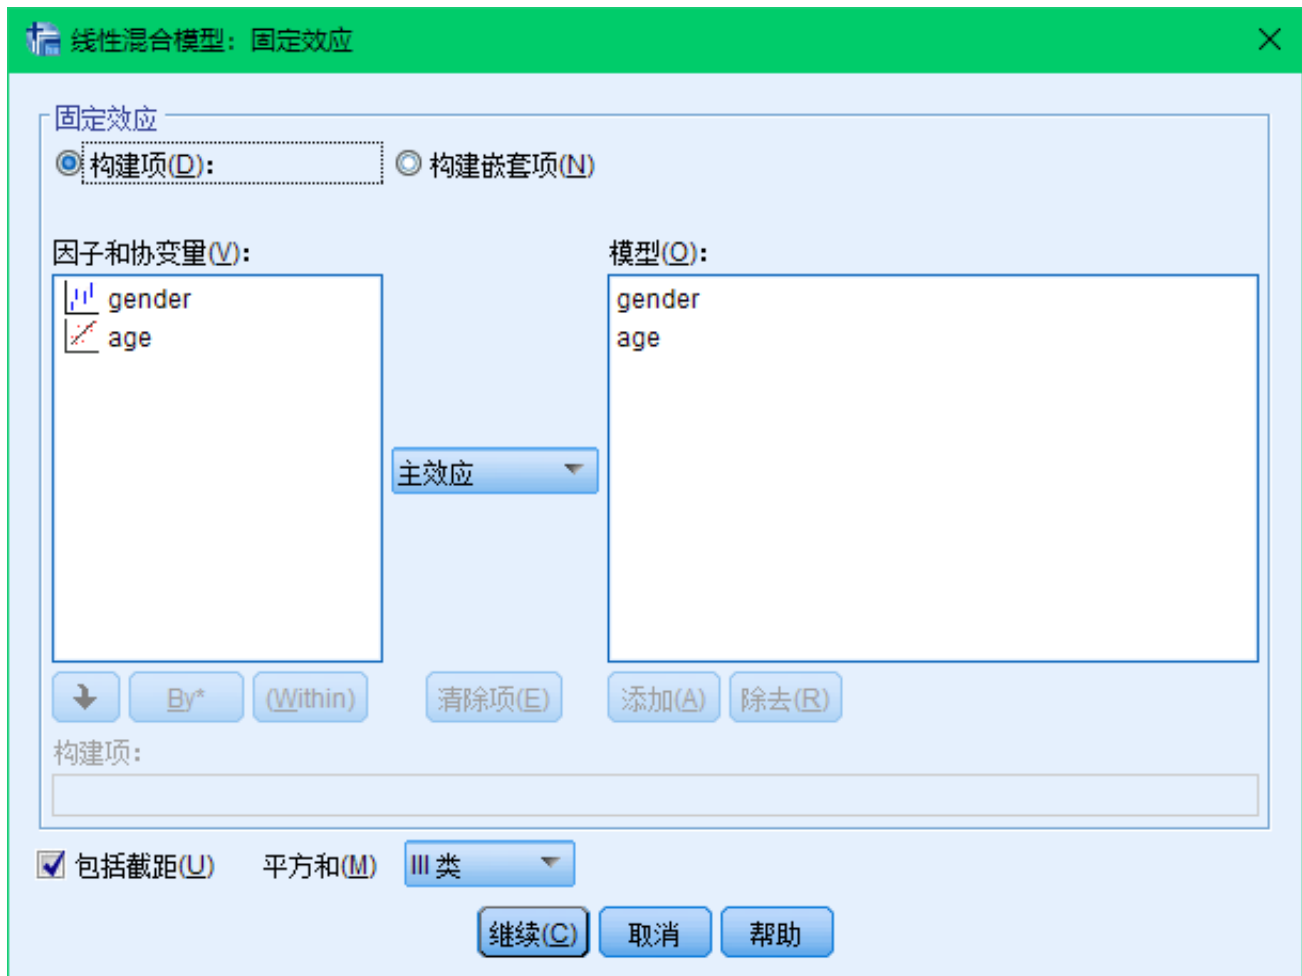 线性混合模型：固定效应
固定效应
构建项(D): 构建嵌套项(N)
因子和协变量(V): 模型(O):
gender gender
age age
主效应
By* (Within) 清除项(E) 添加(A) 除去(R)
构建项:
包括截距(U) 平方和(M) III 类
继续(C) 取消 帮助